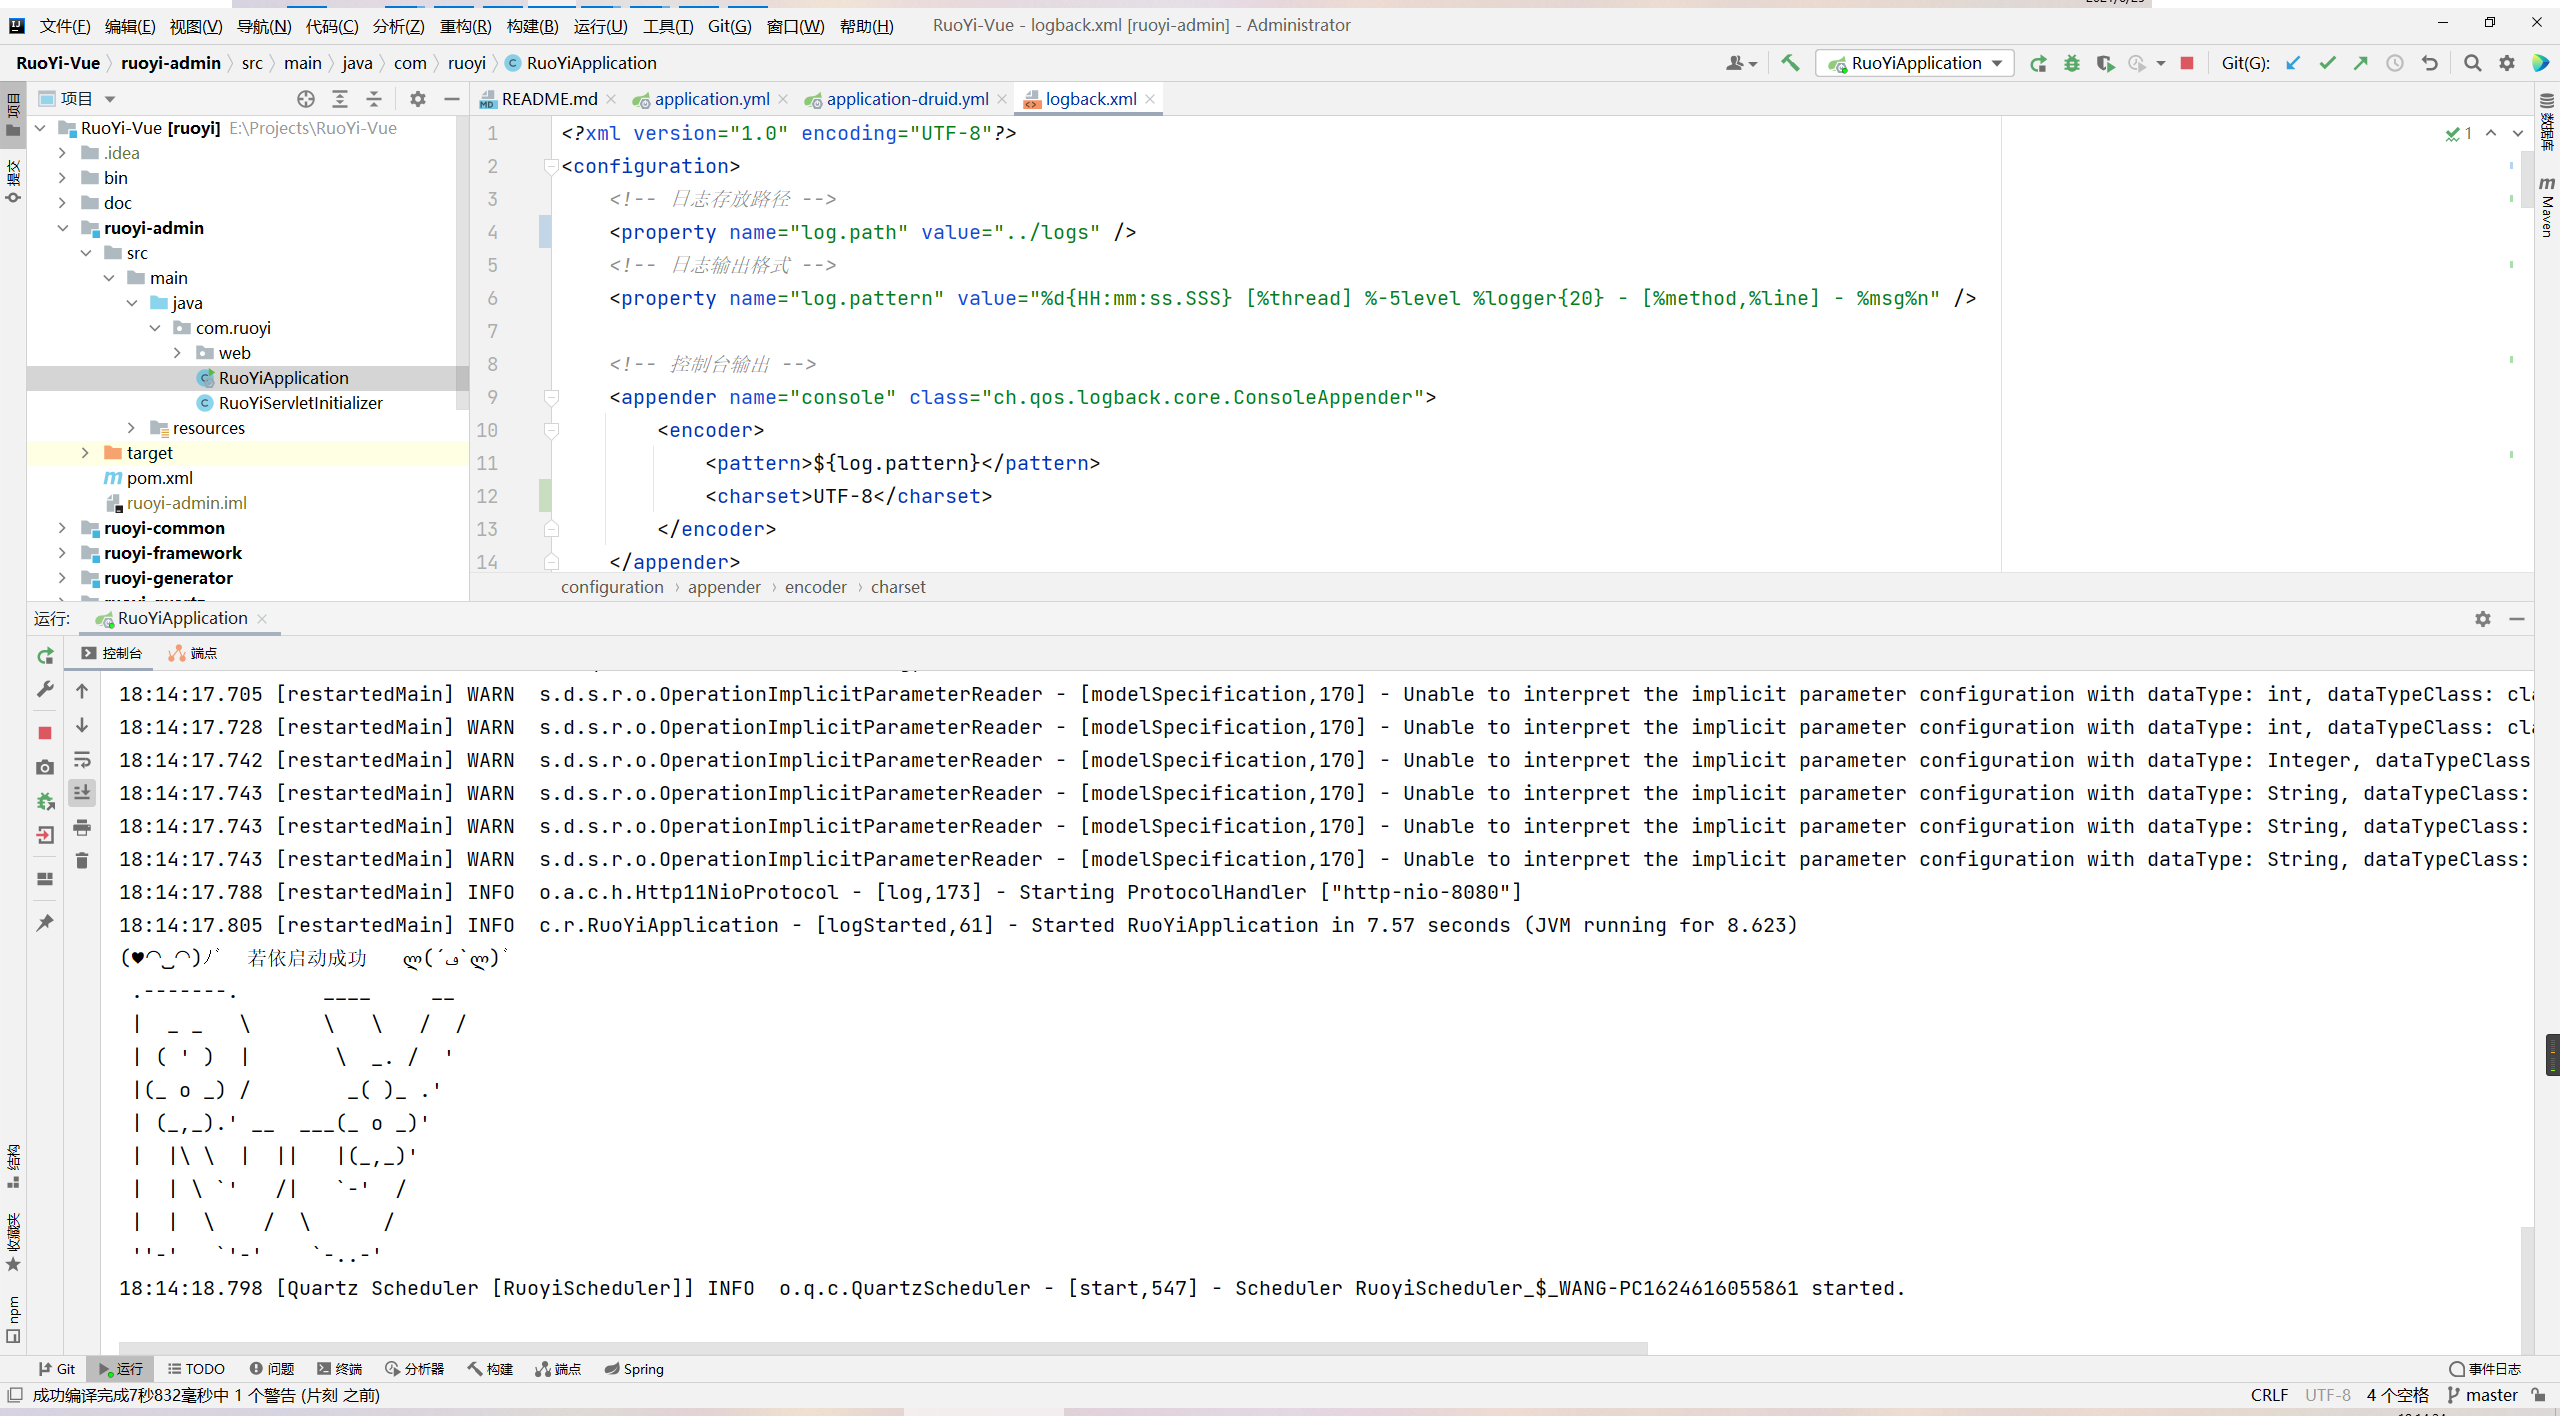 文件(F) 编辑(E) 视图(V) 导航(N) 代码(C) 分析(Z) 重构(R) 构建(B) 运行(U) 工具(T) Git(G) 窗口(W) 帮助(H) RuoYi-Vue - logback.xml [ruoyi-admin] - Administrator
RuoYi-Vue ruoyi-admin src main java com ruoyi RuoYiApplication RuoYiApplication Git(G):
项目
README.md application.yml application-druid.yml logback.xml
RuoYi-Vue [ruoyi] E:\Projects\RuoYi-Vue
.idea
bin
doc
ruoyi-admin
src
main
java
com.ruoyi
web
RuoYiApplication
RuoYiServletInitializer
resources
target
pom.xml
ruoyi-admin.iml
ruoyi-common
ruoyi-framework
ruoyi-generator
1 <?xml version="1.0" encoding="UTF-8"?>
2 <configuration>
3 <!-- 日志存放路径 -->
4 <property name="log.path" value="../logs" />
5 <!-- 日志输出格式 -->
6 <property name="log.pattern" value="%d{HH:mm:ss.SSS} [%thread] %-5level %logger{20} - [%method,%line] - %msg%n" />
7
8 <!-- 控制台输出 -->
9 <appender name="console" class="ch.qos.logback.core.ConsoleAppender">
10 <encoder>
11 <pattern>${log.pattern}</pattern>
12 <charset>UTF-8</charset>
13 </encoder>
14 </appender>
1
configuration › appender › encoder › charset
项目
提交
结构
收藏夹
npm
数据库
Maven
运行: RuoYiApplication
控制台 端点
18:14:17.705 [restartedMain] WARN  s.d.s.r.o.OperationImplicitParameterReader - [modelSpecification,170] - Unable to interpret the implicit parameter configuration with dataType: int, dataTypeClass: cla
18:14:17.728 [restartedMain] WARN  s.d.s.r.o.OperationImplicitParameterReader - [modelSpecification,170] - Unable to interpret the implicit parameter configuration with dataType: int, dataTypeClass: cla
18:14:17.742 [restartedMain] WARN  s.d.s.r.o.OperationImplicitParameterReader - [modelSpecification,170] - Unable to interpret the implicit parameter configuration with dataType: Integer, dataTypeClass
18:14:17.743 [restartedMain] WARN  s.d.s.r.o.OperationImplicitParameterReader - [modelSpecification,170] - Unable to interpret the implicit parameter configuration with dataType: String, dataTypeClass:
18:14:17.743 [restartedMain] WARN  s.d.s.r.o.OperationImplicitParameterReader - [modelSpecification,170] - Unable to interpret the implicit parameter configuration with dataType: String, dataTypeClass:
18:14:17.743 [restartedMain] WARN  s.d.s.r.o.OperationImplicitParameterReader - [modelSpecification,170] - Unable to interpret the implicit parameter configuration with dataType: String, dataTypeClass:
18:14:17.788 [restartedMain] INFO  o.a.c.h.Http11NioProtocol - [log,173] - Starting ProtocolHandler ["http-nio-8080"]
18:14:17.805 [restartedMain] INFO  c.r.RuoYiApplication - [logStarted,61] - Started RuoYiApplication in 7.57 seconds (JVM running for 8.623)
(♥◠‿◠)ﾉﾞ  若依启动成功   ლ(´ڡ`ლ)ﾞ
 .-------.       ____     __
 |  _ _   \      \   \   /  /
 | ( ' )  |       \  _. /  '
 |(_ o _) /        _( )_ .'
 | (_,_).' __  ___(_ o _)'
 |  |\ \  |  ||   |(_,_)'
 |  | \ `'   /|   `-'  /
 |  |  \    /  \      /
 ''-'   `'-'    `-..-'
18:14:18.798 [Quartz Scheduler [RuoyiScheduler]] INFO  o.q.c.QuartzScheduler - [start,547] - Scheduler RuoyiScheduler_$_WANG-PC1624616055861 started.
Git 运行 TODO 问题 终端 分析器 构建 端点 Spring 事件日志
成功编译完成7秒832毫秒中 1 个警告 (片刻 之前) CRLF UTF-8 4 个空格 master